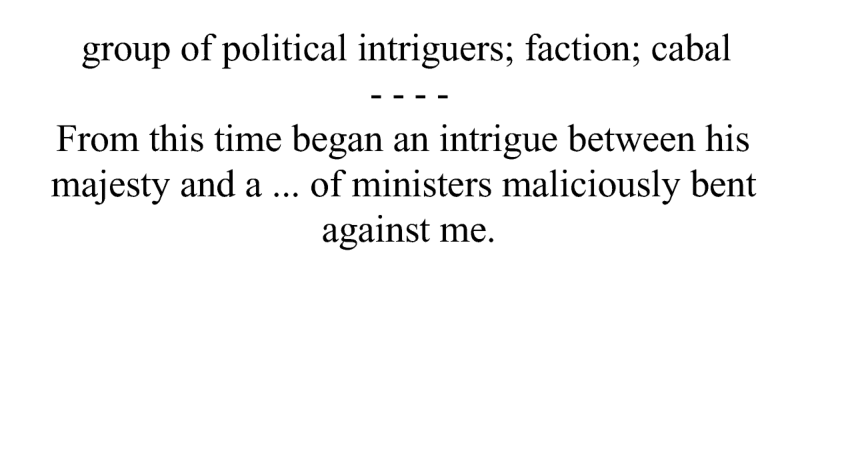 group of political intriguers; faction; cabal
- - - -
From this time began an intrigue between his
majesty and a ... of ministers maliciously bent
against me.